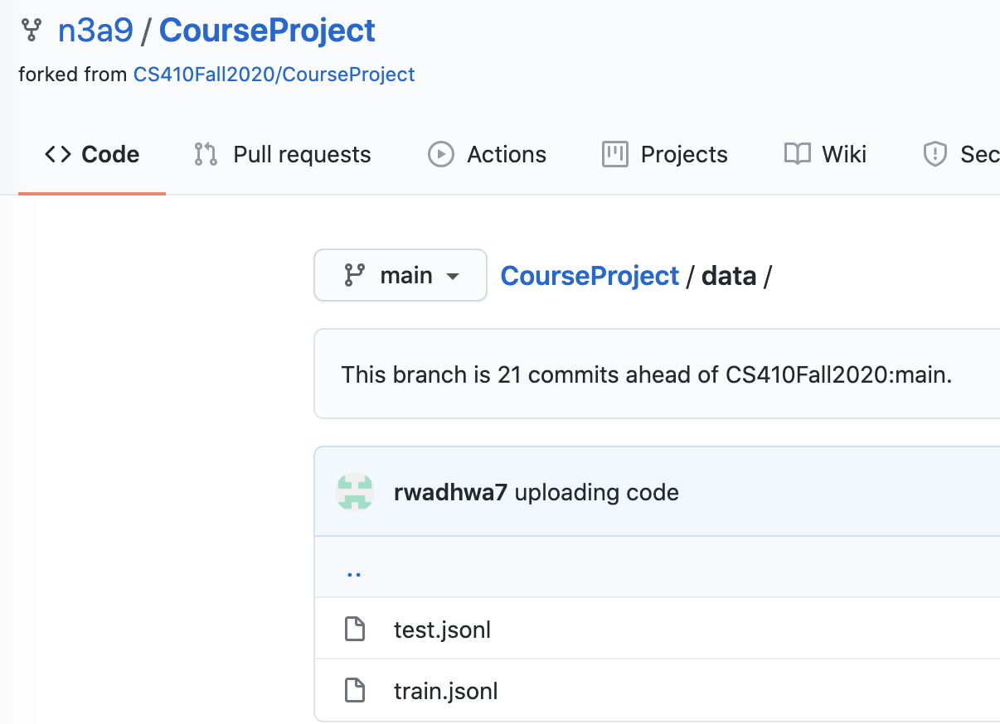 n3a9 / CourseProject
forked from CS410Fall2020/CourseProject
Code Pull requests Actions Projects Wiki Sec
main CourseProject / data /
This branch is 21 commits ahead of CS410Fall2020:main.
rwadhwa7 uploading code
..
test.jsonl
train.jsonl